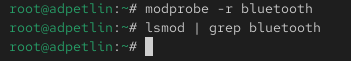 root@adpetlin:~# modprobe -r bluetooth
root@adpetlin:~# lsmod | grep bluetooth
root@adpetlin:~#